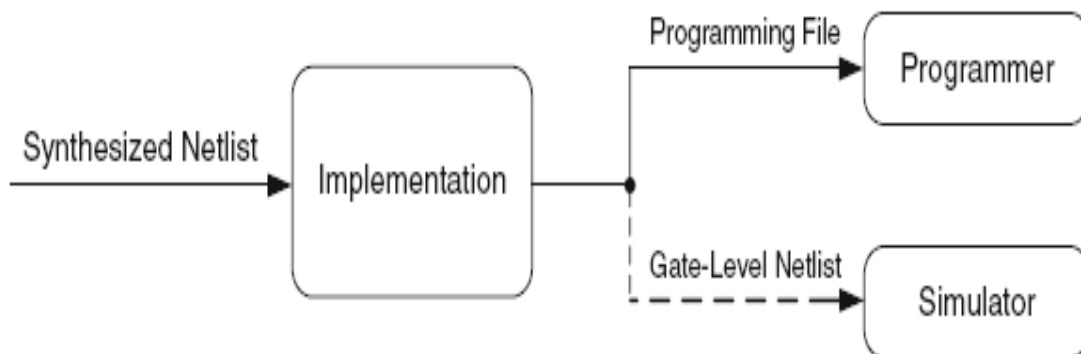 Synthesized Netlist
Implementation
Programming File
Programmer
Gate-Level Netlist
Simulator